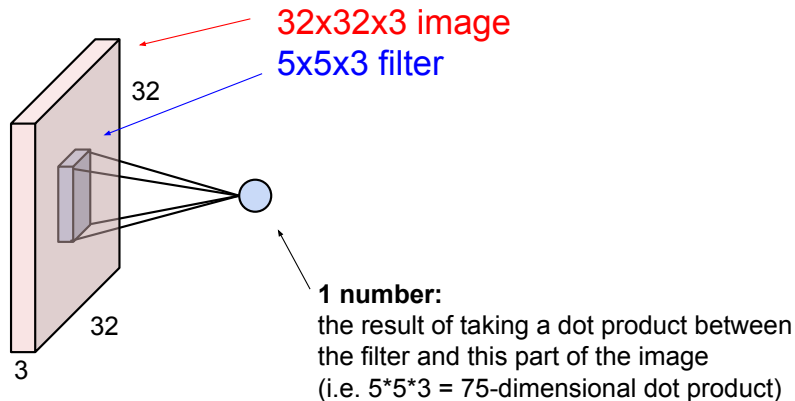 32x32x3 image
5x5x3 filter
32
32
3
1 number:
the result of taking a dot product between
the filter and this part of the image
(i.e. 5*5*3 = 75-dimensional dot product)